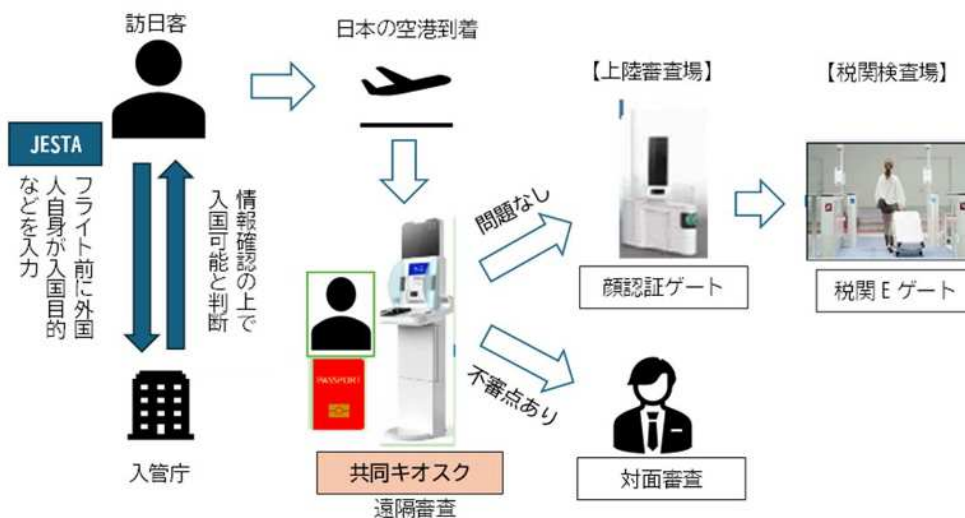 訪日客
日本の空港到着
【上陸審査場】
【税関検査場】
JESTA
フライト前に外国
人自身が入国目的
などを入力
情報確認の上で
入国可能と判断
問題なし
顔認証ゲート
税関Eゲート
PASSPORT
不審点あり
入管庁
共同キオスク
遠隔審査
対面審査